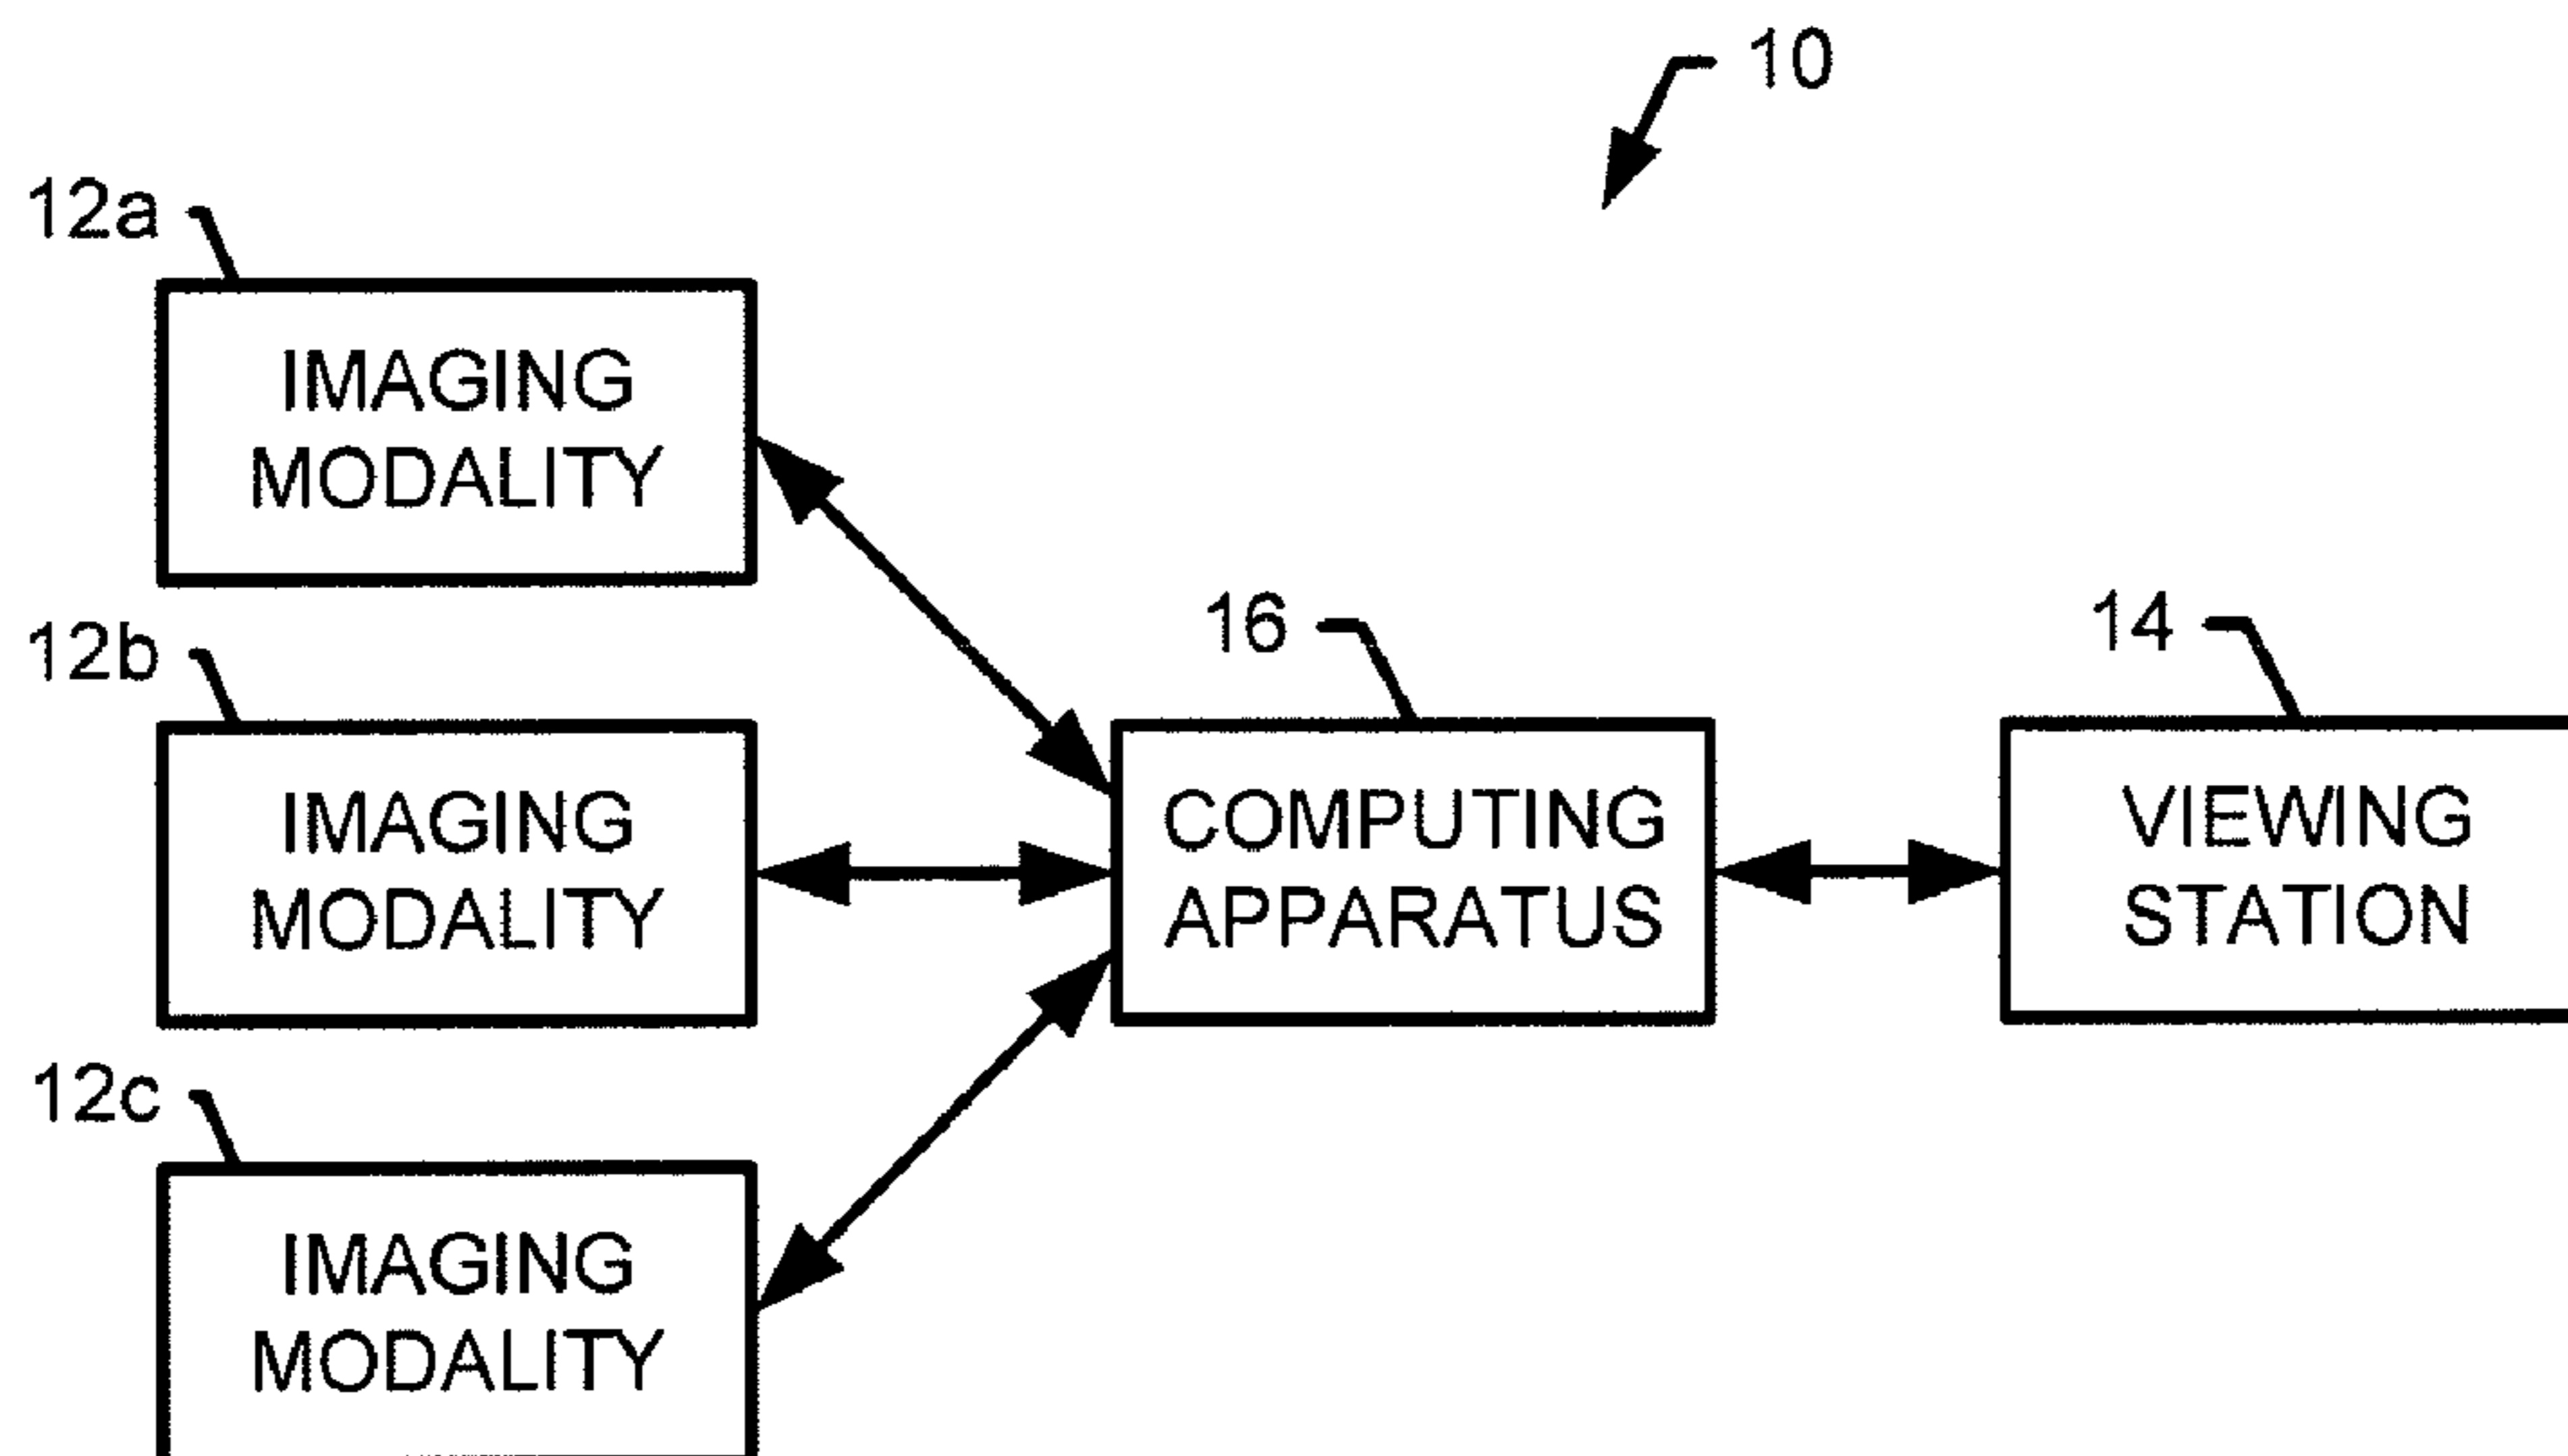 10
12a
IMAGING
MODALITY
12b
IMAGING
MODALITY
16
COMPUTING
APPARATUS
14
VIEWING
STATION
12c
IMAGING
MODALITY